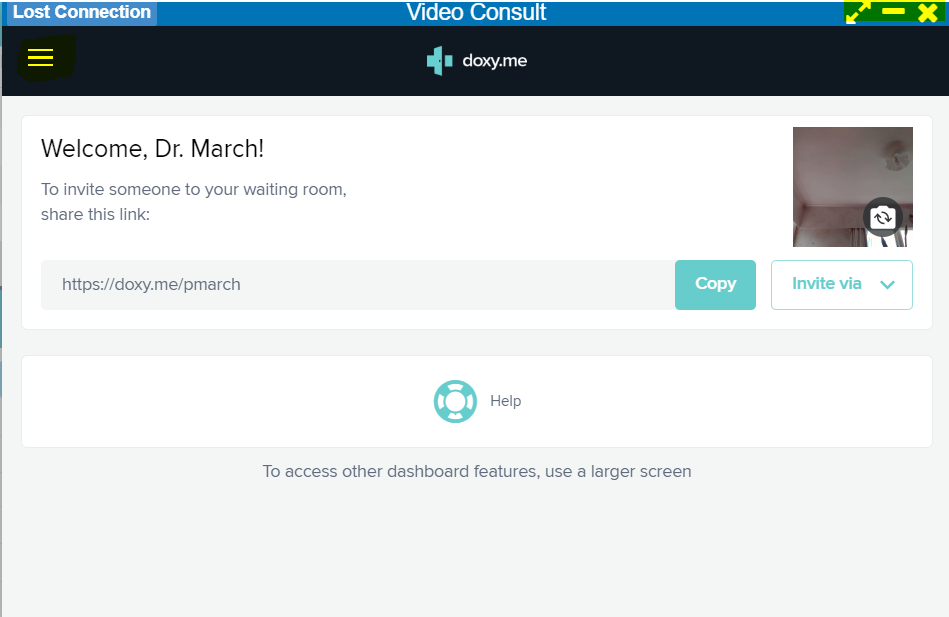 Lost Connection
Video Consult
doxy.me
Welcome, Dr. March!
To invite someone to your waiting room,
share this link:
https://doxy.me/pmarch
Copy
Invite via
Help
To access other dashboard features, use a larger screen